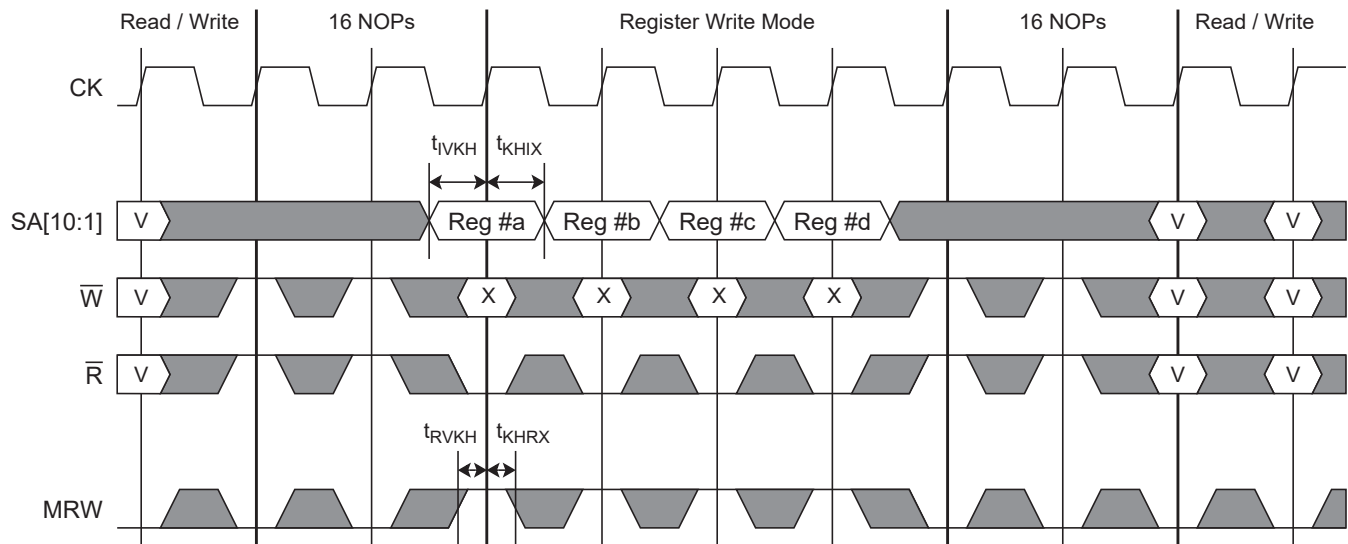 Read / Write 16 NOPs Register Write Mode 16 NOPs Read / Write
CK
tIVKH tKHIX
SA[10:1] V Reg #a Reg #b Reg #c Reg #d V V
W̅ V X X X X V V
R̅ V V V
tRVKH tKHRX
MRW